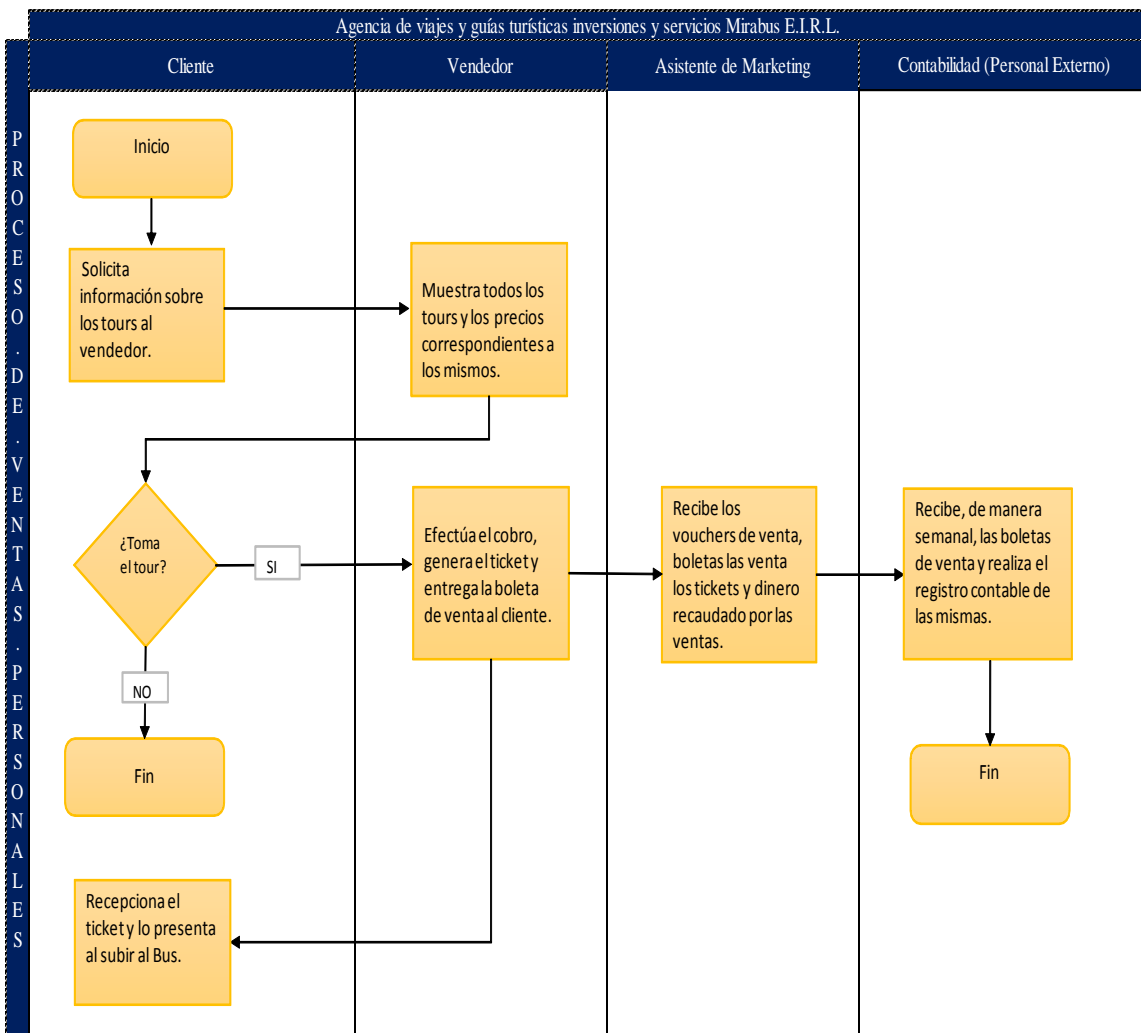 Agencia de viajes y guías turísticas inversiones y servicios Mirabus E.I.R.L.
PROCESO.DE.VENTAS.PERSONALES
Cliente
Vendedor
Asistente de Marketing
Contabilidad (Personal Externo)
Inicio
Solicita
información sobre
los tours al
vendedor.
Muestra todos los
tours y los precios
correspondientes a
los mismos.
¿Toma
el tour?
SI
Efectúa el cobro,
genera el ticket y
entrega la boleta
de venta al cliente.
Recibe los
vouchers de venta,
boletas las venta
los tickets y dinero
recaudado por las
ventas.
Recibe, de manera
semanal, las boletas
de venta y realiza el
registro contable de
las mismas.
NO
Fin
Fin
Recepciona el
ticket y lo presenta
al subir al Bus.